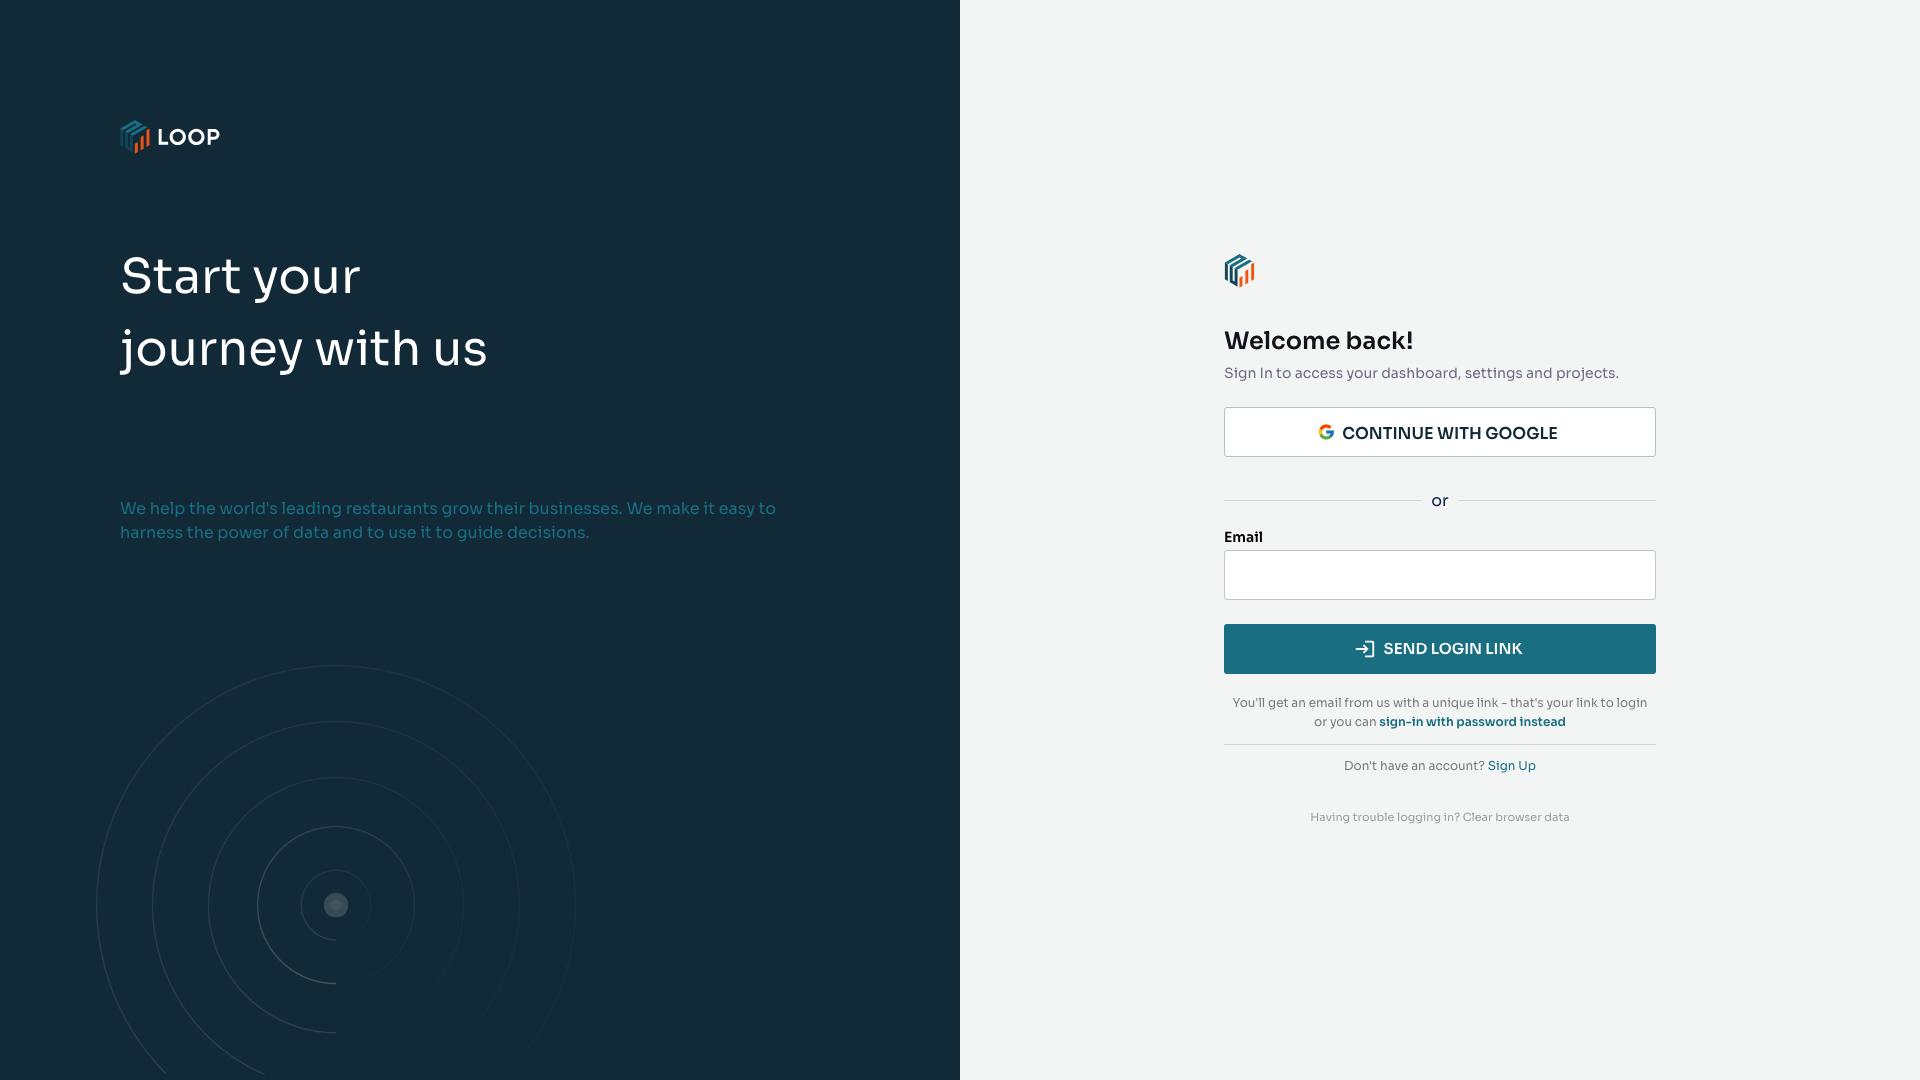 LOOP
Start your
journey with us
We help the world's leading restaurants grow their businesses. We make it easy to
harness the power of data and to use it to guide decisions.
Welcome back!
Sign In to access your dashboard, settings and projects.
CONTINUE WITH GOOGLE
or
Email
SEND LOGIN LINK
You'll get an email from us with a unique link - that's your link to login
or you can sign-in with password instead
Don't have an account? Sign Up
Having trouble logging in? Clear browser data